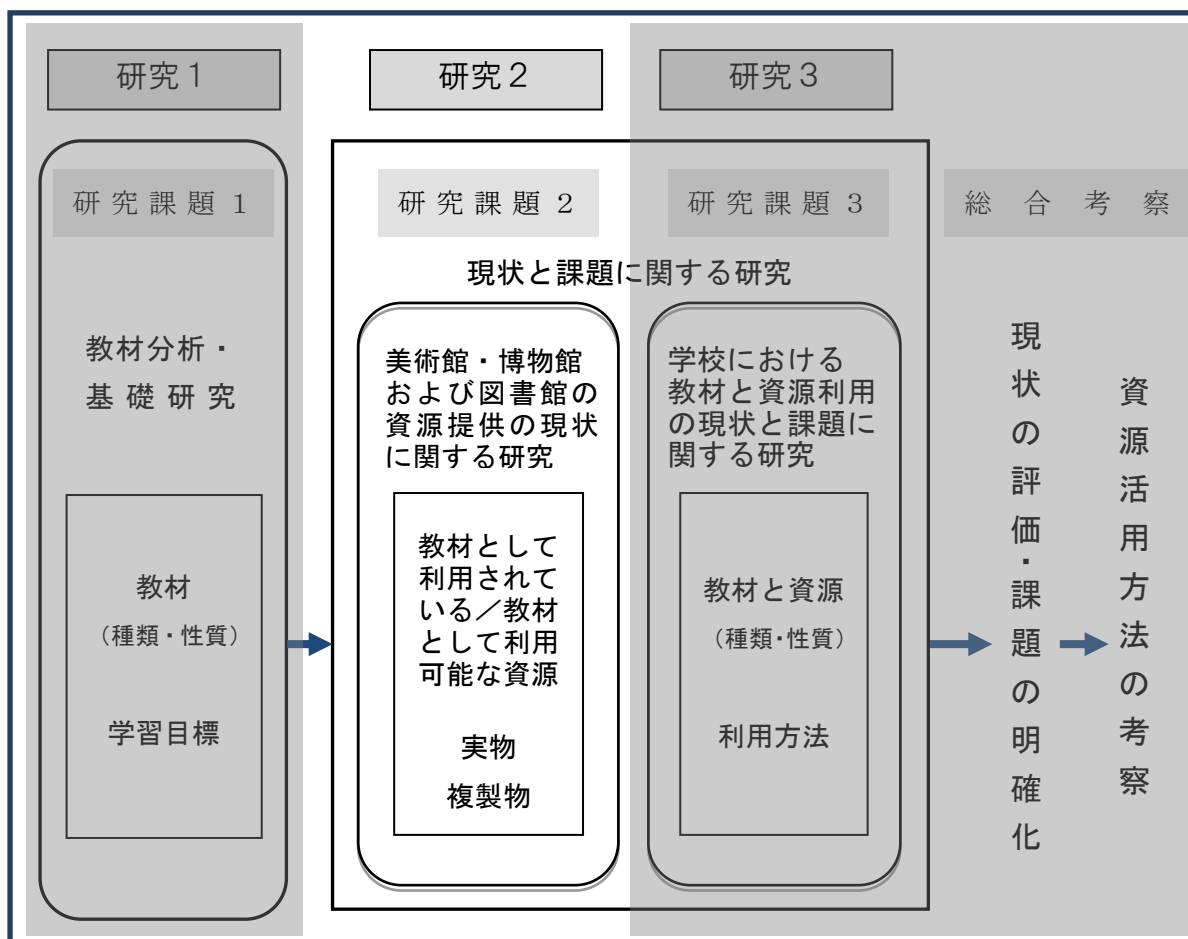 研究１
研究２
研究３
研究課題１
研究課題２
研究課題３
総合考察
現状と課題に関する研究
教材分析・
基礎研究
教材
（種類・性質）
学習目標
美術館・博物館
および図書館の
資源提供の現状
に関する研究
教材として
利用されて
いる／教材
として利用
可能な資源
実物
複製物
学校における
教材と資源利用
の現状と課題に
関する研究
教材と資源
（種類・性質）
利用方法
現状の評価・課題の明確化
資源活用方法の考察